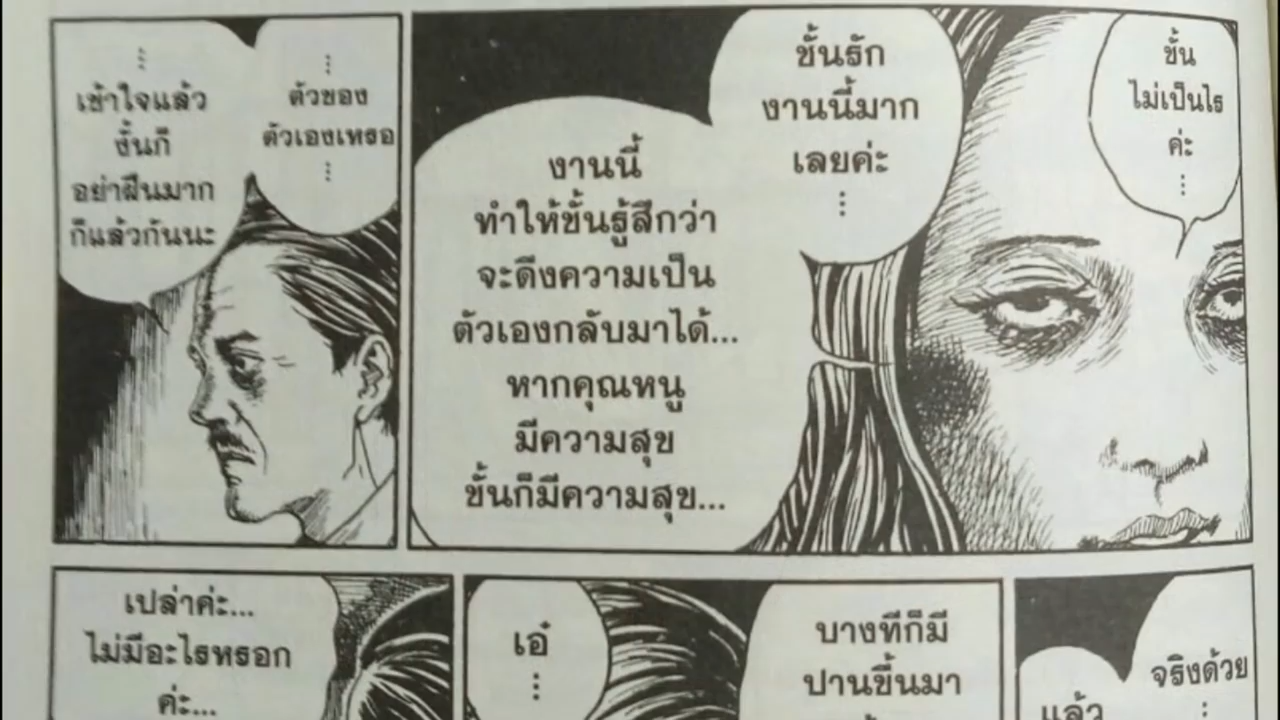 ชั้น
ไม่เป็นไร
ค่ะ
⋮
ชั้นรัก
งานนี้มาก
เลยค่ะ
⋮
งานนี้
ทำให้ชั้นรู้สึกว่า
จะดึงความเป็น
ตัวเองกลับมาได้...
หากคุณหนู
มีความสุข
ชั้นก็มีความสุข...
⋮
ตัวของ
ตัวเองเหรอ
⋮
⋮
เข้าใจแล้ว
งั้นก็
อย่าฝืนมาก
ก็แล้วกันนะ
จริงด้วย
⋮
แล้ว
บางทีก็มี
ปานขึ้นมา
เอ๋
⋮
เปล่าค่ะ...
ไม่มีอะไรหรอก
ค่ะ...